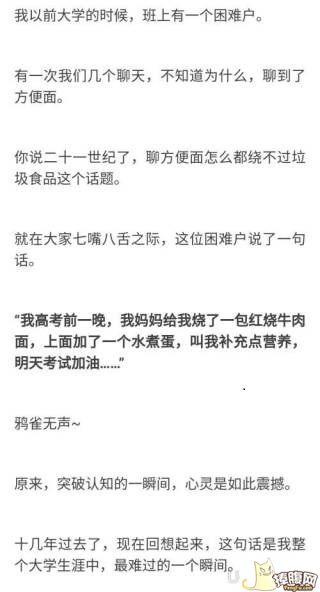 我以前大学的时候，班上有一个困难户。
有一次我们几个聊天，不知道为什么，聊到了
方便面。
你说二十一世纪了，聊方便面怎么都绕不过垃
圾食品这个话题。
就在大家七嘴八舌之际，这位困难户说了一句
话。
“我高考前一晚，我妈妈给我烧了一包红烧牛肉
面，上面加了一个水煮蛋，叫我补充点营养，
明天考试加油……”
鸦雀无声~
原来，突破认知的一瞬间，心灵是如此震撼。
十几年过去了，现在回想起来，这句话是我整
个大学生涯中，最难过的一个瞬间。
捧腹网